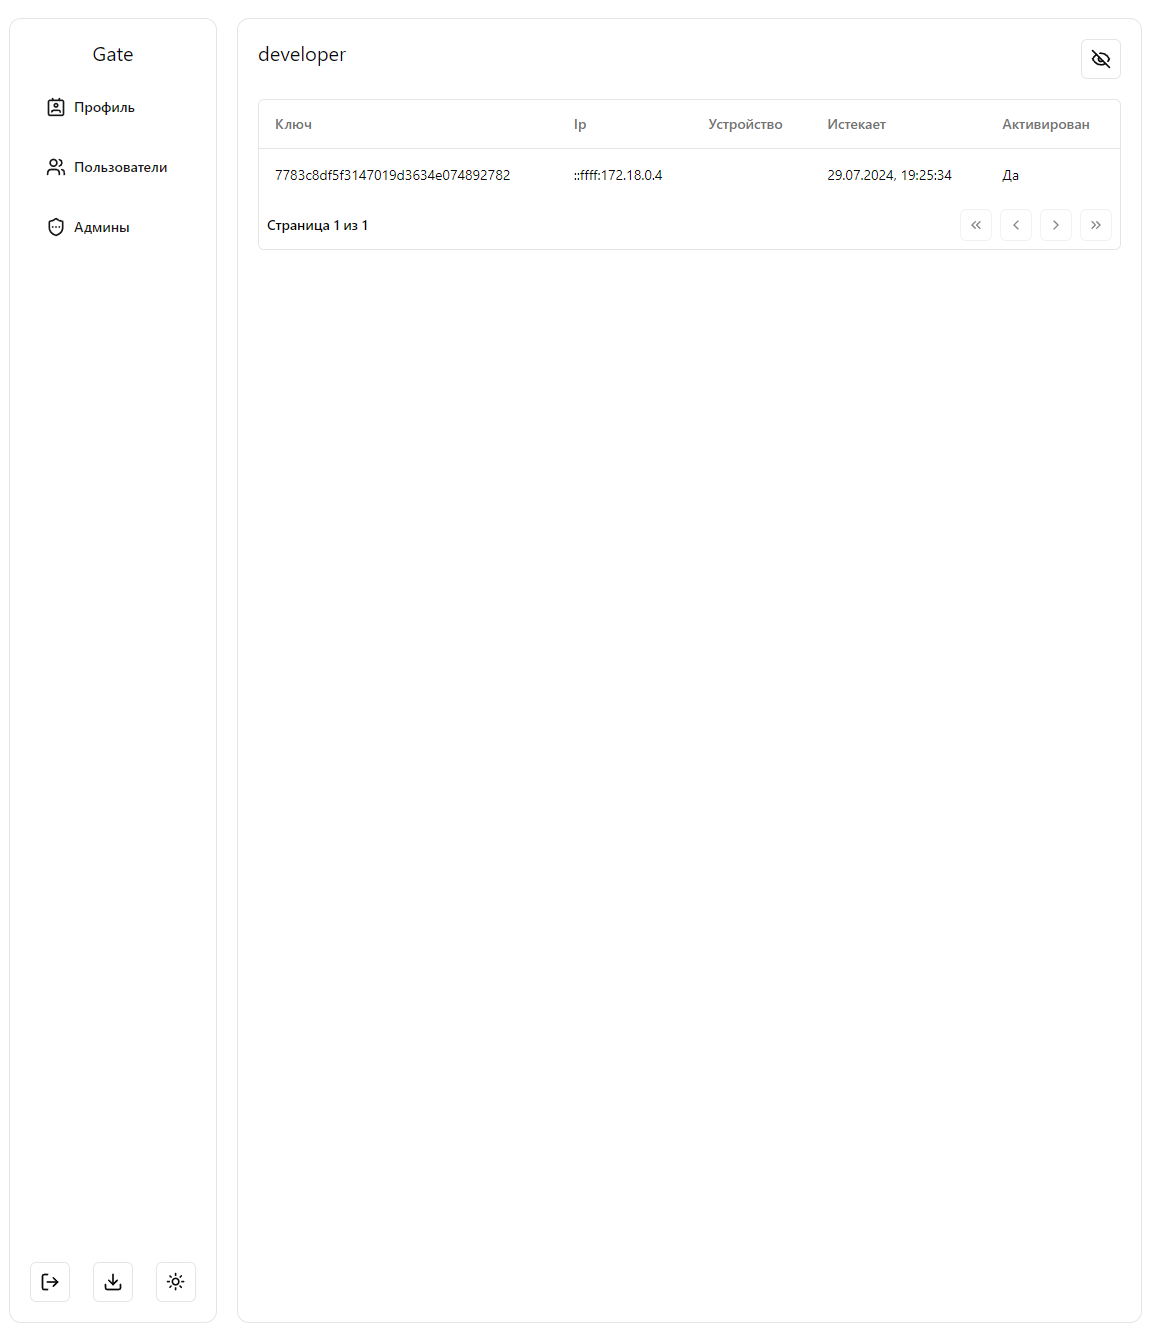 Gate
Профиль
Пользователи
Админы
developer
Ключ Ip Устройство Истекает Активирован
7783c8df5f3147019d3634e074892782 ::ffff:172.18.0.4 29.07.2024, 19:25:34 Да
Страница 1 из 1